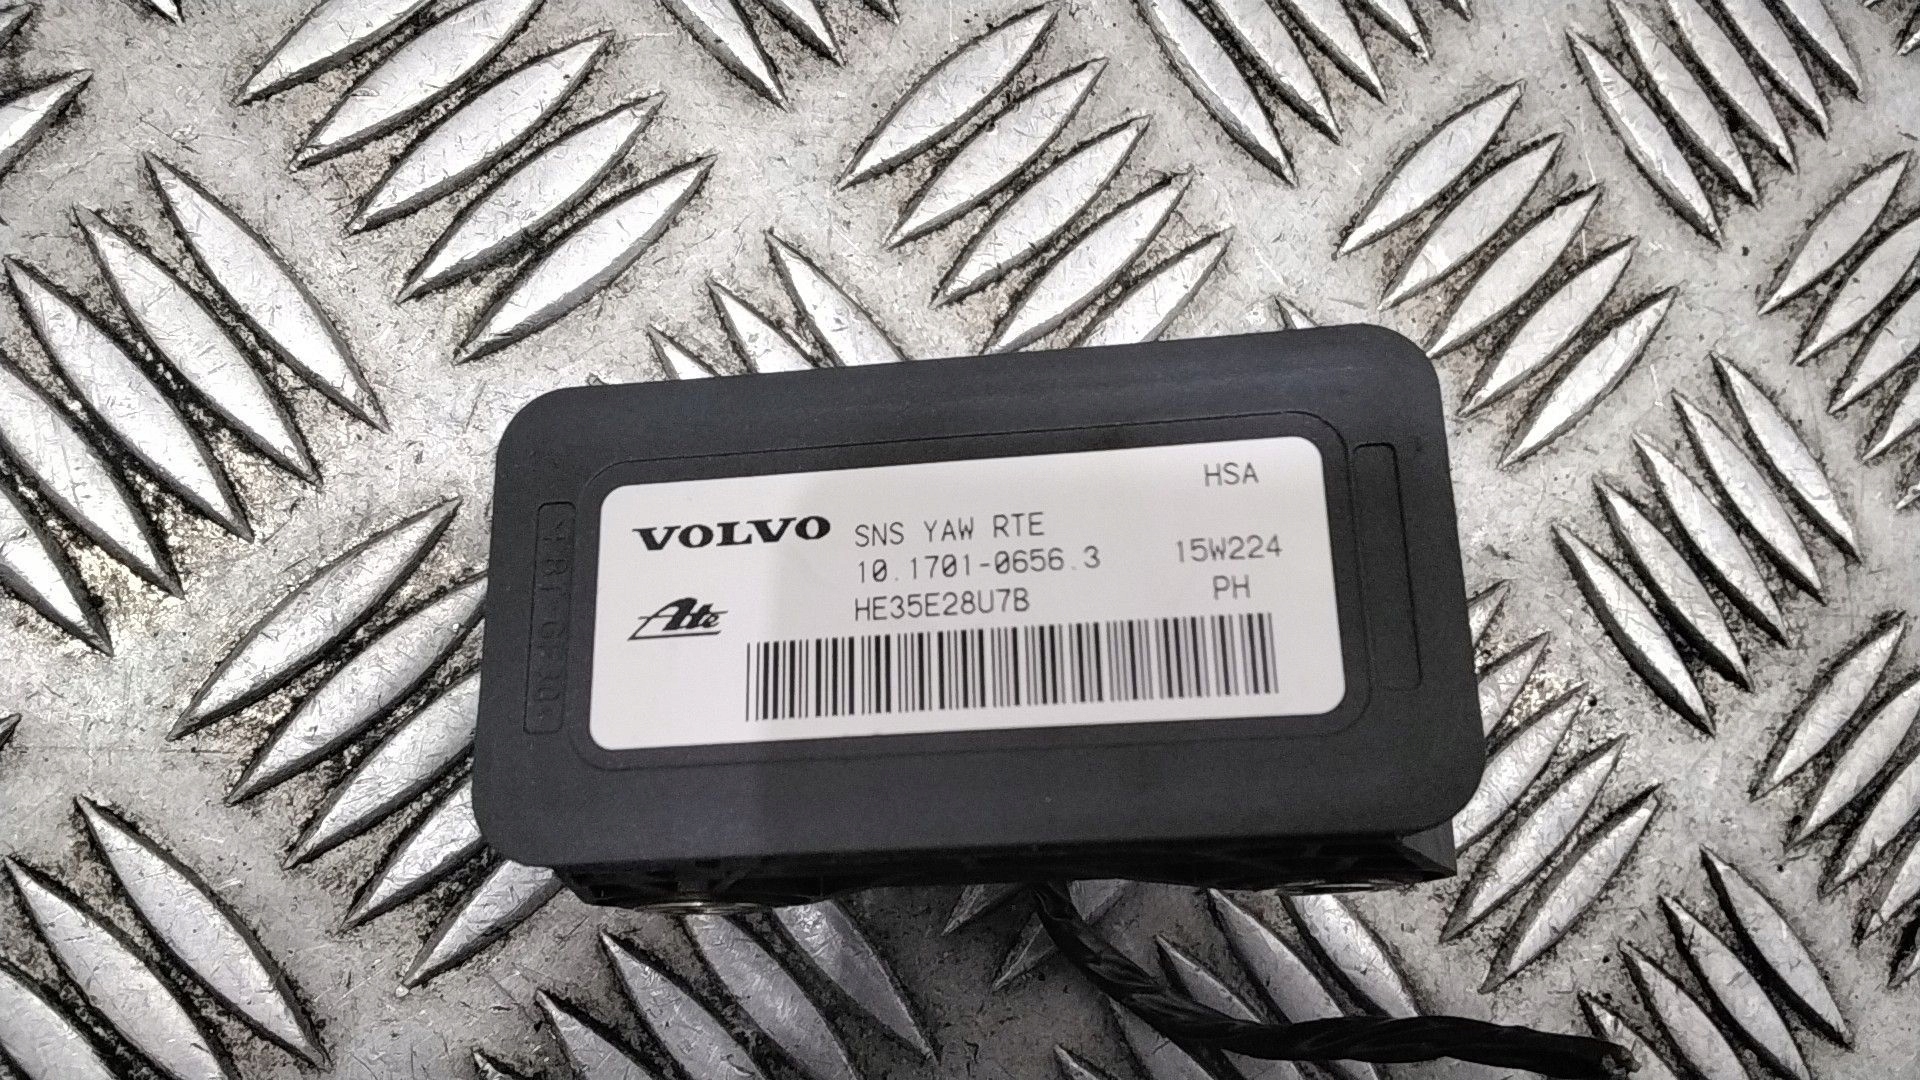 HSA
VOLVO SNS YAW RTE
10.1701-0656.3 15W224
Ate HE35E28U7B PH